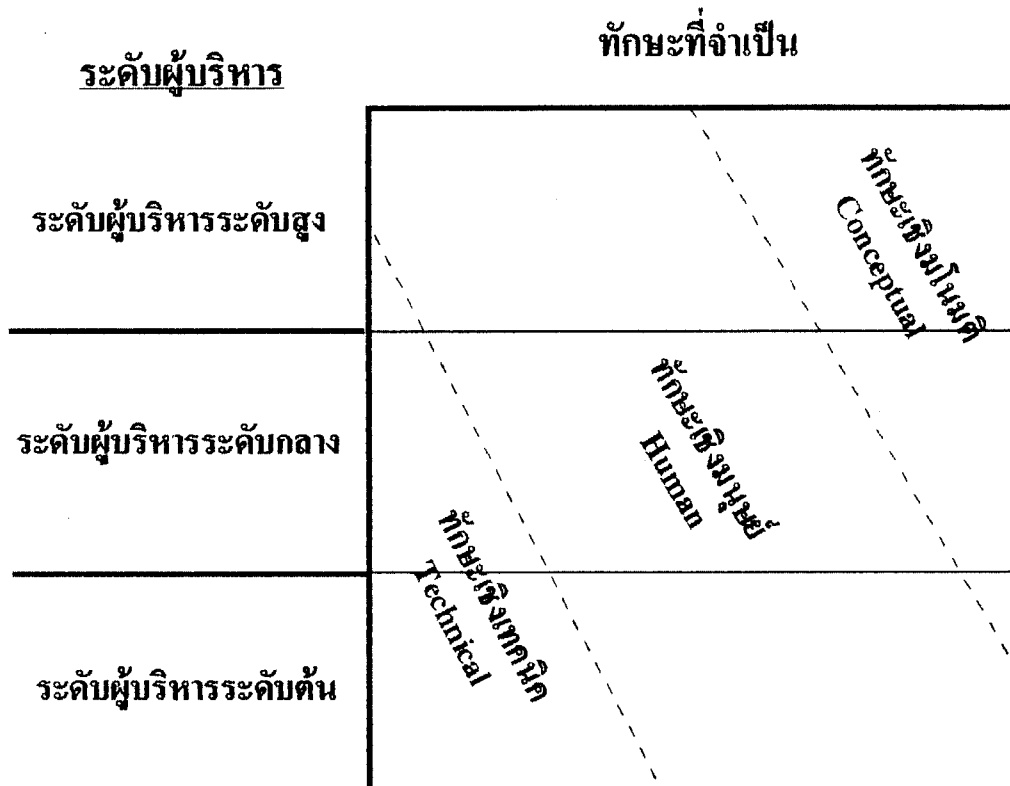 ทักษะที่จำเป็น
ระดับผู้บริหาร
ระดับผู้บริหารระดับสูง
ทักษะเชิงมโนมติ
Conceptual
ระดับผู้บริหารระดับกลาง
ทักษะเชิงมนุษย์
Human
ทักษะเชิงเทคนิค
Technical
ระดับผู้บริหารระดับต้น